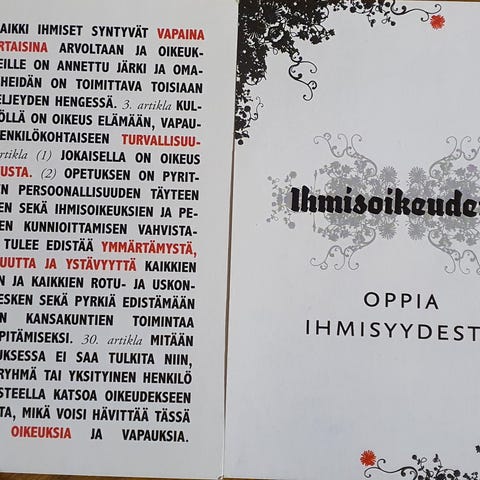 AIKKI IHMISET SYNTYVÄT VAPAINA
RTAISINA ARVOLTAAN JA OIKEUK-
EILLE ON ANNETTU JÄRKI JA OMA-
HEIDÄN ON TOIMITTAVA TOISIAAN
ELJEYDEN HENGESSÄ. 3. artikla KUL-
ÖLLÄ ON OIKEUS ELÄMÄÄN, VAPAU-
ENKILÖKOHTAISEEN TURVALLISUU-
artikla (1) JOKAISELLA ON OIKEUS
USTA. (2) OPETUKSEN ON PYRIT-
N PERSOONALLISUUDEN TÄYTEEN
EN SEKÄ IHMISOIKEUKSIEN JA PE-
EN KUNNIOITTAMISEN VAHVISTA-
TULEE EDISTÄÄ YMMÄRTÄMYSTÄ,
UUTTA JA YSTÄVYYTTÄ KAIKKIEN
N JA KAIKKIEN ROTU- JA USKON-
ESKEN SEKÄ PYRKIÄ EDISTÄMÄÄN
N KANSAKUNTIEN TOIMINTAA
PITÄMISEKSI. 30. artikla MITÄÄN
UKSESSA EI SAA TULKITA NIIN,
RYHMÄ TAI YKSITYINEN HENKILÖ
STEELLA KATSOA OIKEUDEKSEEN
TA, MIKÄ VOISI HÄVITTÄÄ TÄSSÄ
OIKEUKSIA JA VAPAUKSIA.
Ihmisoikeude
OPPIA
IHMISYYDEST